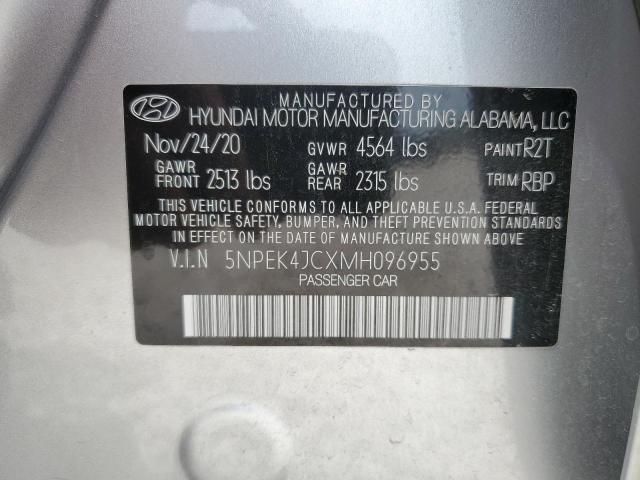 MANUFACTURED BY
HYUNDAI MOTOR MANUFACTURING ALABAMA, LLC
Nov/24/20 GVWR 4564 lbs PAINT R2T
GAWR FRONT 2513 lbs GAWR REAR 2315 lbs TRIM RBP
THIS VEHICLE CONFORMS TO ALL APPLICABLE U.S.A. FEDERAL
MOTOR VEHICLE SAFETY, BUMPER, AND THEFT PREVENTION STANDARDS
IN EFFECT ON THE DATE OF MANUFACTURE SHOWN ABOVE.
V.I.N 5NPEK4JCXMH096955
PASSENGER CAR